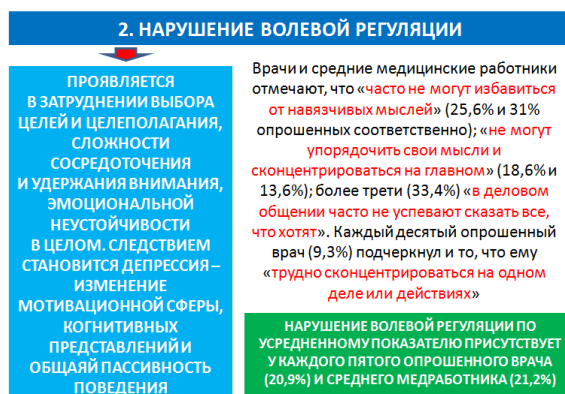 2. НАРУШЕНИЕ ВОЛЕВОЙ РЕГУЛЯЦИИ
ПРОЯВЛЯЕТСЯ
В ЗАТРУДНЕНИИ ВЫБОРА
ЦЕЛЕЙ И ЦЕЛЕПОЛАГАНИЯ,
СЛОЖНОСТИ
СОСРЕДОТОЧЕНИЯ
И УДЕРЖАНИЯ ВНИМАНИЯ,
ЭМОЦИОНАЛЬНОЙ
НЕУСТОЙЧИВОСТИ
В ЦЕЛОМ. СЛЕДСТВИЕМ
СТАНОВИТСЯ ДЕПРЕССИЯ –
ИЗМЕНЕНИЕ
МОТИВАЦИОННОЙ СФЕРЫ,
КОГНИТИВНЫХ
ПРЕДСТАВЛЕНИЙ И
ОБЩАЯЙ ПАССИВНОСТЬ
ПОВЕДЕНИЯ
Врачи и средние медицинские работники
отмечают, что «часто не могут избавиться
от навязчивых мыслей» (25,6% и 31%
опрошенных соответственно); «не могут
упорядочить свои мысли и
сконцентрироваться на главном» (18,6% и
13,6%); более трети (33,4%) «в деловом
общении часто не успевают сказать все,
что хотят». Каждый десятый опрошенный
врач (9,3%) подчеркнул и то, что ему
«трудно сконцентрироваться на одном
деле или действиях»
НАРУШЕНИЕ ВОЛЕВОЙ РЕГУЛЯЦИИ ПО
УСРЕДНЕННОМУ ПОКАЗАТЕЛЮ ПРИСУТСТВУЕТ
У КАЖДОГО ПЯТОГО ОПРОШЕННОГО ВРАЧА
(20,9%) И СРЕДНЕГО МЕДРАБОТНИКА (21,2%)